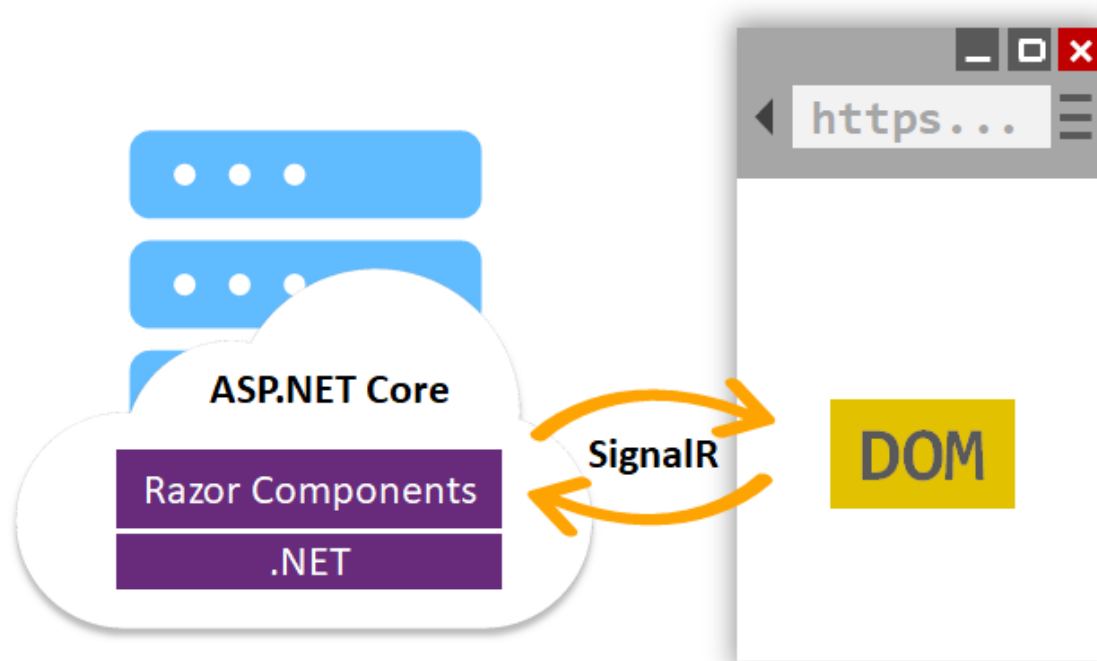 https...
ASP.NET Core
SignalR
DOM
Razor Components
.NET